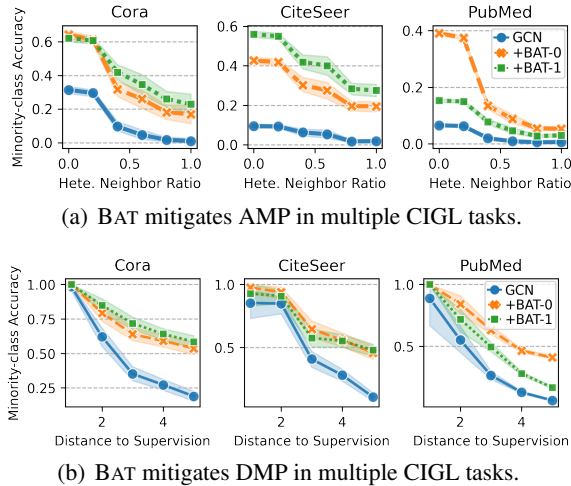 Cora CiteSeer PubMed
Minority-class Accuracy
0.6 0.4 0.2 0.0
0.6 0.4 0.2 0.0
0.4 0.2 0.0
GCN
+BAT-0
+BAT-1
0.0 0.5 1.0 0.0 0.5 1.0 0.0 0.5 1.0
Hete. Neighbor Ratio Hete. Neighbor Ratio Hete. Neighbor Ratio
(a) BAT mitigates AMP in multiple CIGL tasks.
Cora CiteSeer PubMed
Minority-class Accuracy
1.00 0.75 0.50 0.25
1.0 0.5
1.0 0.5
GCN
+BAT-0
+BAT-1
2 4 2 4 2 4
Distance to Supervision Distance to Supervision Distance to Supervision
(b) BAT mitigates DMP in multiple CIGL tasks.